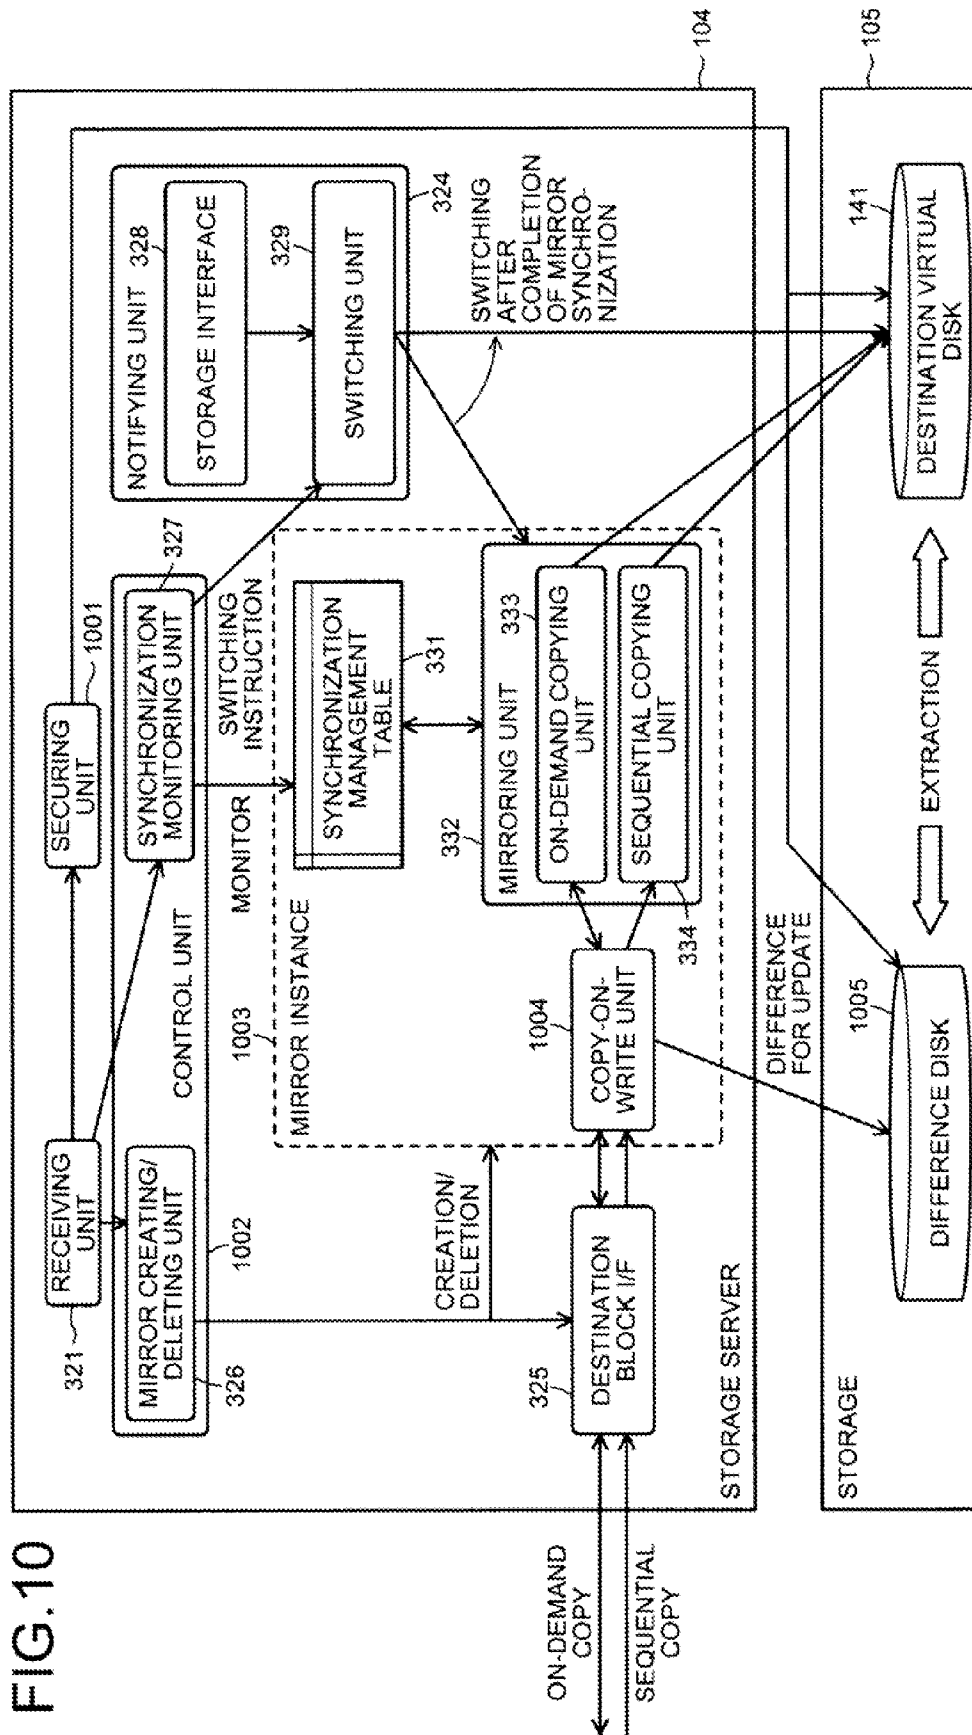 FIG.10
321
RECEIVING
UNIT
SECURING
UNIT
1001
MIRROR CREATING/
DELETING UNIT
326
1002
CONTROL UNIT
SYNCHRONIZATION
MONITORING UNIT
327
NOTIFYING UNIT
STORAGE INTERFACE
328
SWITCHING UNIT
329
324
104
MONITOR
SWITCHING
INSTRUCTION
1003
MIRROR INSTANCE
SYNCHRONIZATION
MANAGEMENT
TABLE
331
CREATION/
DELETION
SWITCHING
AFTER
COMPLETION
OF MIRROR
SYNCHRO-
NIZATION
332
MIRRORING UNIT
333
ON-DEMAND COPYING
UNIT
SEQUENTIAL COPYING
UNIT
334
1004
COPY-ON-
WRITE UNIT
325
DESTINATION
BLOCK I/F
ON-DEMAND
COPY
SEQUENTIAL
COPY
STORAGE SERVER
DIFFERENCE
FOR UPDATE
105
STORAGE
1005
DIFFERENCE DISK
EXTRACTION
141
DESTINATION VIRTUAL
DISK